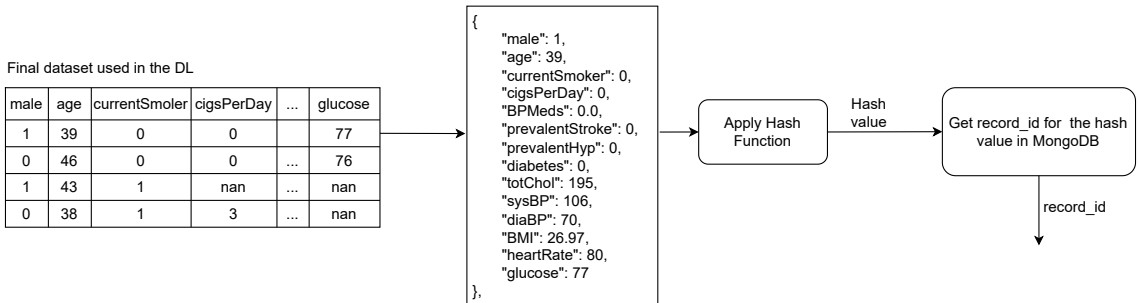 Final dataset used in the DL
male age currentSmoler cigsPerDay ... glucose
1 39 0 0 77
0 46 0 0 ... 76
1 43 1 nan ... nan
0 38 1 3 ... nan
{
"male": 1,
"age": 39,
"currentSmoker": 0,
"cigsPerDay": 0,
"BPMeds": 0.0,
"prevalentStroke": 0,
"prevalentHyp": 0,
"diabetes": 0,
"totChol": 195,
"sysBP": 106,
"diaBP": 70,
"BMI": 26.97,
"heartRate": 80,
"glucose": 77
},
Apply Hash
Function
Hash
value
Get record_id for the hash
value in MongoDB
record_id